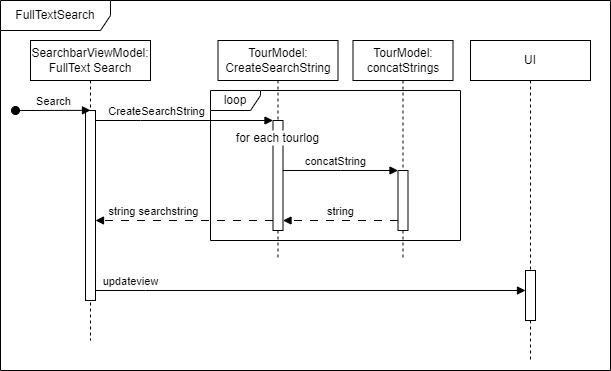 FullTextSearch
SearchbarViewModel:
FullText Search
TourModel:
CreateSearchString
TourModel:
concatStrings
UI
Search
loop
CreateSearchString
for each tourlog
concatString
string searchstring
string
updateview